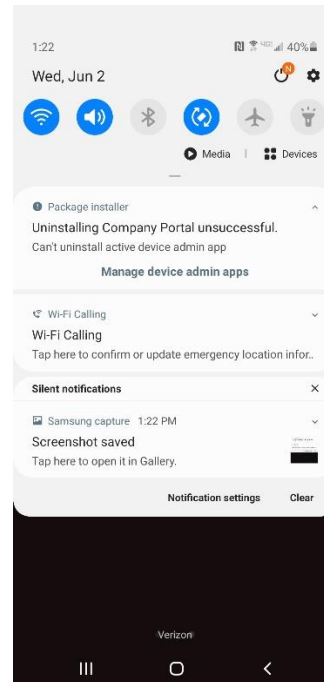 1:22 40%
Wed, Jun 2
N
Media | Devices
Package installer
Uninstalling Company Portal unsuccessful.
Can't uninstall active device admin app
Manage device admin apps
Wi-Fi Calling
Wi-Fi Calling
Tap here to confirm or update emergency location infor..
Silent notifications
Samsung capture 1:22 PM
Screenshot saved
Tap here to open it in Gallery.
Notification settings Clear
Verizon